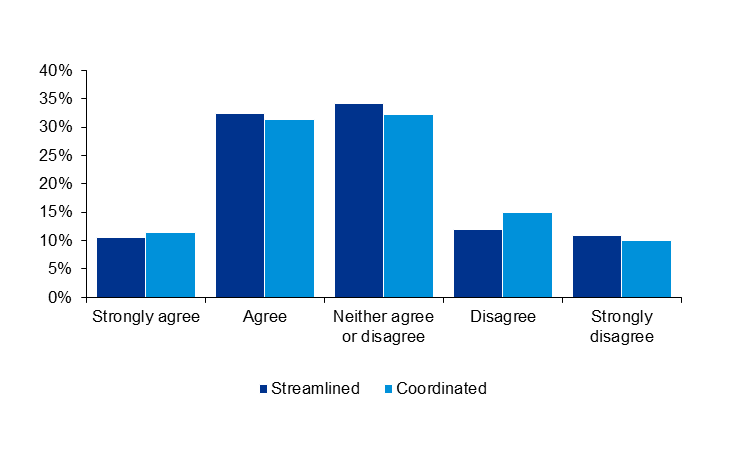 40%
35%
30%
25%
20%
15%
10%
5%
0%
Strongly agree
Agree
Neither agree
or disagree
Disagree
Strongly
disagree
Streamlined
Coordinated